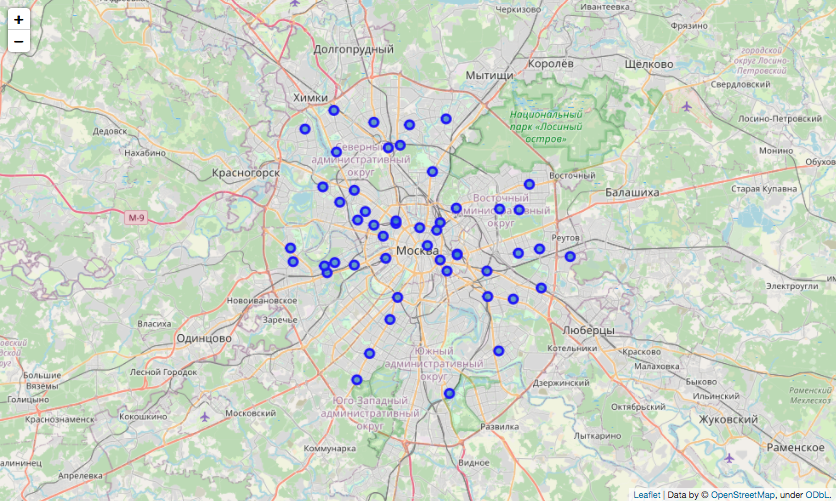 +
−
Черкизово
Ивантеевка
Фрязино
Долгопрудный
Королёв
Щелково
городской
округ Лосино-
Петровский
Мытищи
Свердловский
Химки
Национальный
парк «Лосиный
остров»
Лосино-Петровский
Дедовск
Нахабино
Северный
административный
округ
Монино
Обухово
Красногорск
Восточный
Балашиха
Старая Купавна
Восточный
административный
округ
М-9
Реутов
Москва
Электроугли
Новоивановское
Заречье
Власиха
Одинцово
Люберцы
Котельники
Красково
Малаховка
Южный
административный
округ
Лесной Городок
Большие
Вязёмы
Голицыно
Дзержинский
Быково
Ильинский
Раменское
Мехлесхоз
Юго-Западный
административный
округ
Октябрьский
Краснознаменск
Кокошкино
Московский
Жуковский
Развилка
Лыткарино
Коммунарка
Раменское
Видное
Апрелевка
Leaflet | Data by © OpenStreetMap, under ODbL.